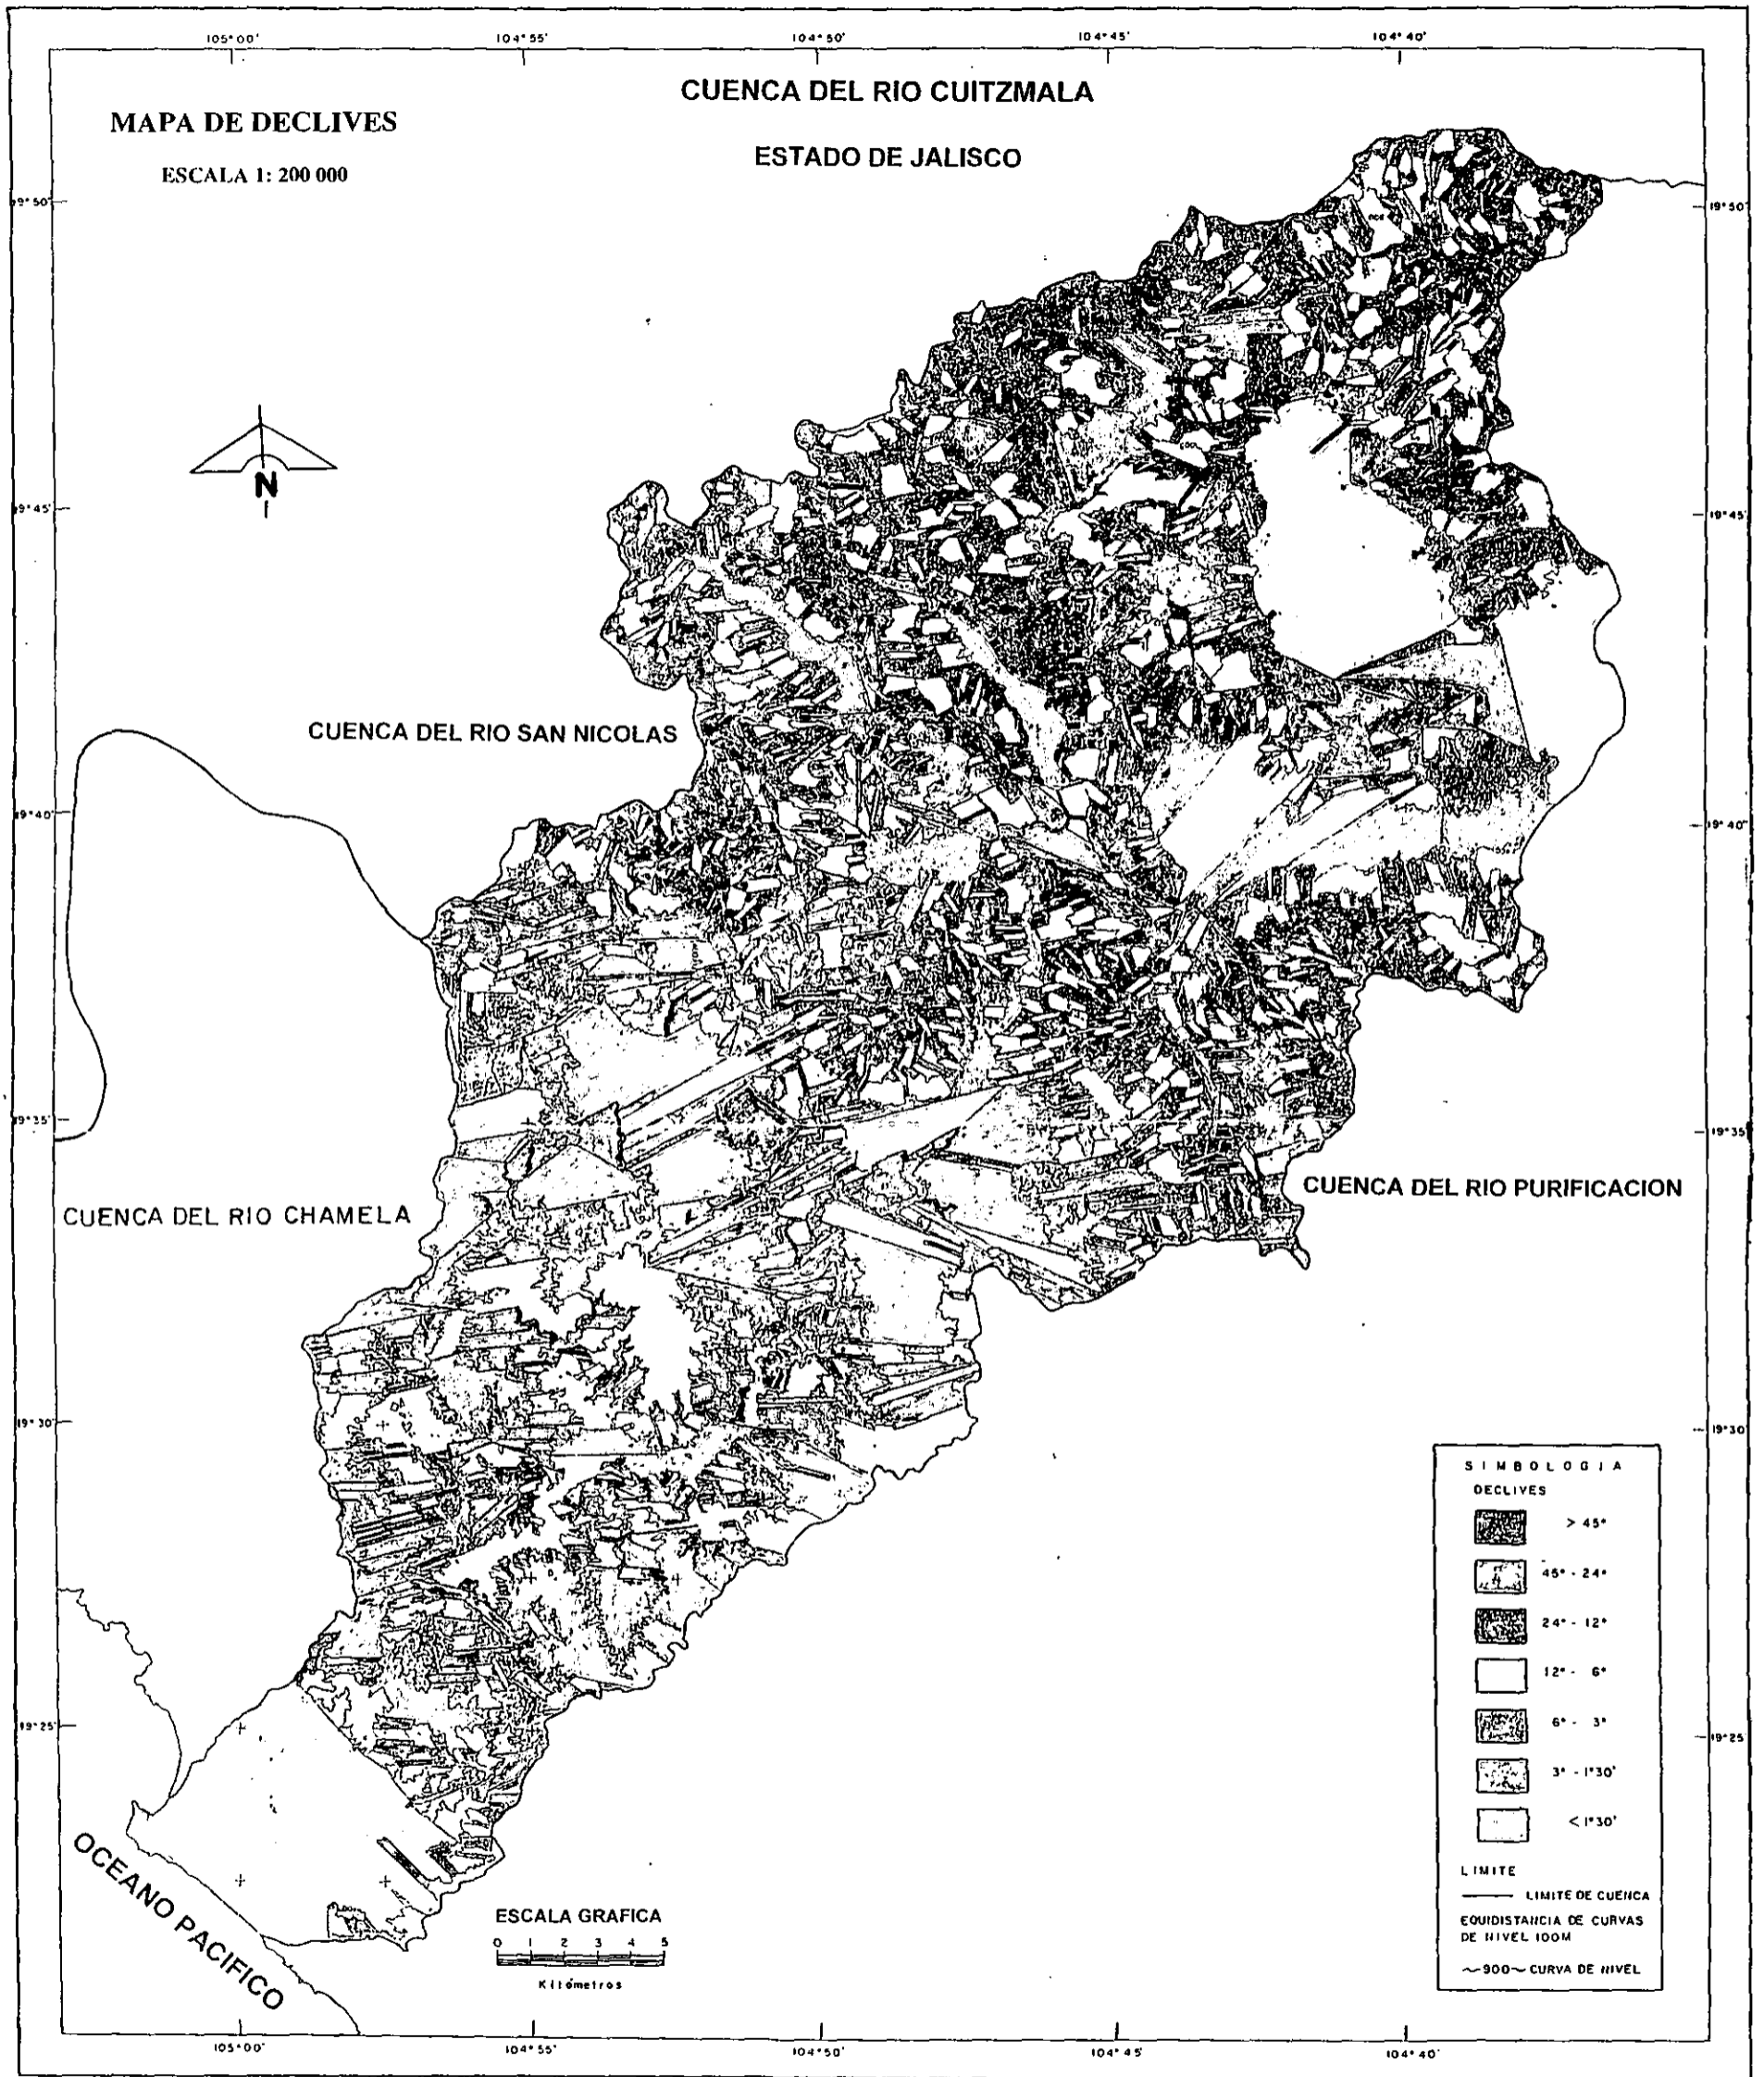 105°00'
104°55'
104°50'
104°45'
104°40'
CUENCA DEL RIO CUITZMALA
MAPA DE DECLIVES
ESTADO DE JALISCO
ESCALA 1: 200 000
19°50'
19°50'
N
19°45'
19°45'
CUENCA DEL RIO SAN NICOLAS
19°40'
19°40'
19°35'
19°35'
CUENCA DEL RIO PURIFICACION
CUENCA DEL RIO CHAMELA
19°30'
19°30'
SIMBOLOGIA
DECLIVES
> 45°
45° - 24°
24° - 12°
12° - 6°
6° - 3°
3° - 1°30'
< 1°30'
LIMITE
LIMITE DE CUENCA
EQUIDISTANCIA DE CURVAS
DE NIVEL 100M
~900~ CURVA DE NIVEL
19°25'
19°25
OCEANO PACIFICO
ESCALA GRAFICA
0 1 2 3 4 5
Kilómetros
105°00'
104°55'
104°50'
104°45'
104°40'